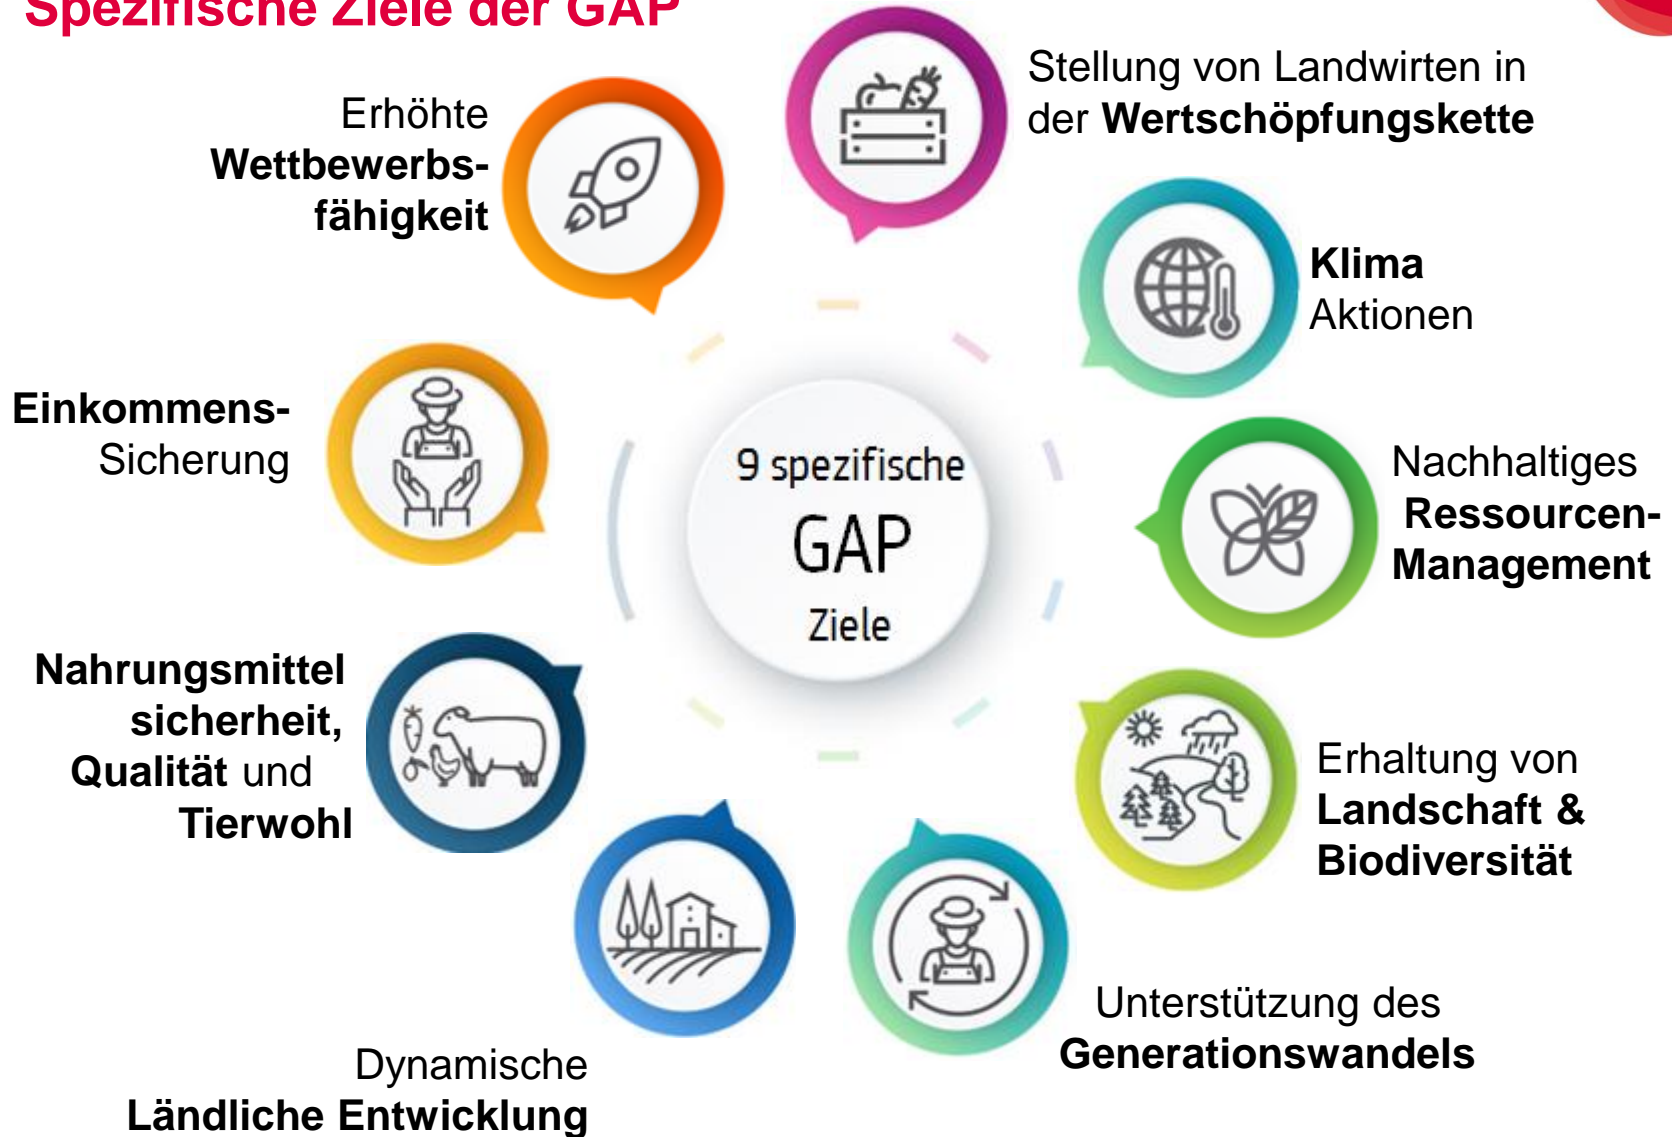 Spezifische Ziele der GAP
Stellung von Landwirten in
der Wertschöpfungskette
Erhöhte
Wettbewerbs-
fähigkeit
Klima
Aktionen
Einkommens-
Sicherung
9 spezifische
GAP
Ziele
Nachhaltiges
Ressourcen-
Management
Nahrungsmittel
sicherheit,
Qualität und
Tierwohl
Erhaltung von
Landschaft &
Biodiversität
Unterstützung des
Generationswandels
Dynamische
Ländliche Entwicklung